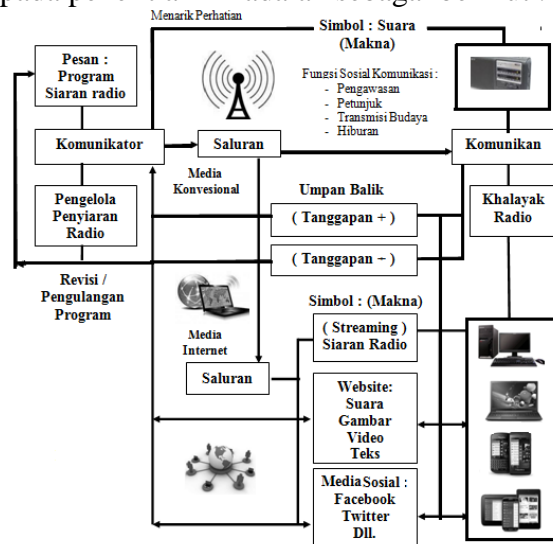 Menarik Perhatian
Simbol : Suara
(Makna)
Pesan :
Program
Siaran radio
Fungsi Sosial Komunikasi :
- Pengawasan
- Petunjuk
- Transmisi Budaya
- Hiburan
Komunikator
Saluran
Komunikan
Media
Konvesional
Pengelola
Penyiaran
Radio
Umpan Balik
( Tanggapan + )
( Tanggapan – )
Khalayak
Radio
Revisi /
Pengulangan
Program
Simbol : (Makna)
Media
Internet
( Streaming )
Siaran Radio
Saluran
Website:
Suara
Gambar
Video
Teks
Media Sosial :
Facebook
Twitter
Dll.